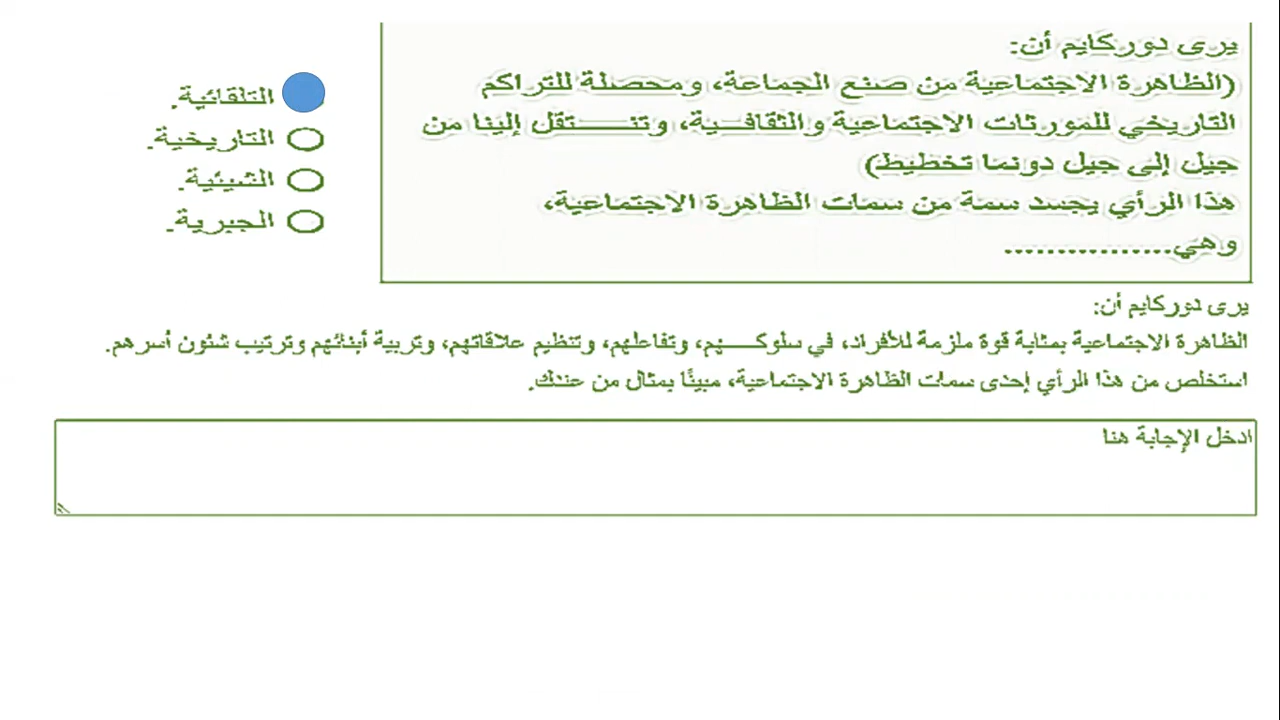 يرى دوركايم أن:
(الظاهرة الاجتماعية من صنع الجماعة، ومحصلة للتراكم
التاريخي للموروثات الاجتماعية والثقافية، وتنتقل إلينا من
جيل إلى جيل دونما تخطيط)
هذا الرأي يجسد سمة من سمات الظاهرة الاجتماعية،
وهي................
التلقائية.
التاريخية.
الشيئية.
الجبرية.
يرى دوركايم أن:
الظاهرة الاجتماعية بمثابة قوة ملزمة للأفراد، في سلوكهم، وتفاعلهم، وتنظيم علاقاتهم، وتربية أبنائهم وترتيب شئون أسرهم.
استخلص من هذا الرأي إحدى سمات الظاهرة الاجتماعية، مبينًا بمثال من عندك.
ادخل الإجابة هنا